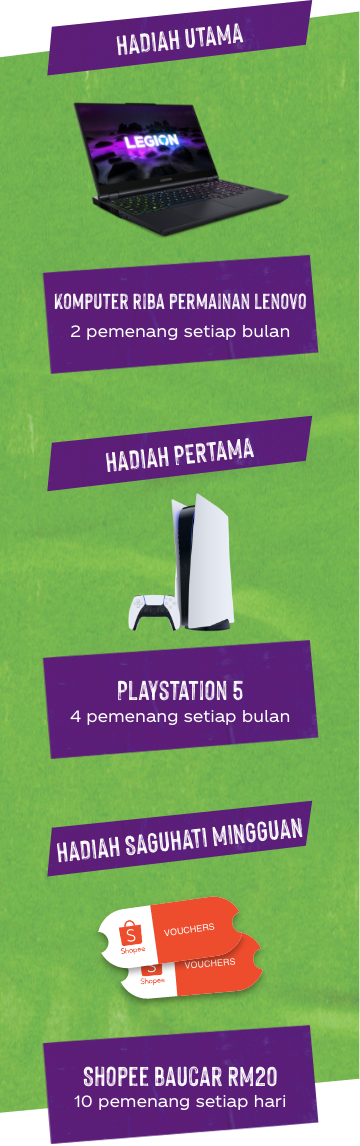 HADIAH UTAMA
LEGION
KOMPUTER RIBA PERMAINAN LENOVO
2 pemenang setiap bulan
HADIAH PERTAMA
PLAYSTATION 5
4 pemenang setiap bulan
HADIAH SAGUHATI MINGGUAN
S
Shopee
VOUCHERS
S
Shopee
VOUCHERS
SHOPEE BAUCAR RM20
10 pemenang setiap hari